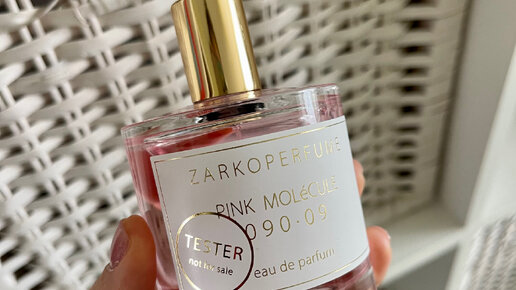 ZARKOPERFUME
PINK MOLéCULE
090·09
TESTER
not for sale
eau de parfum